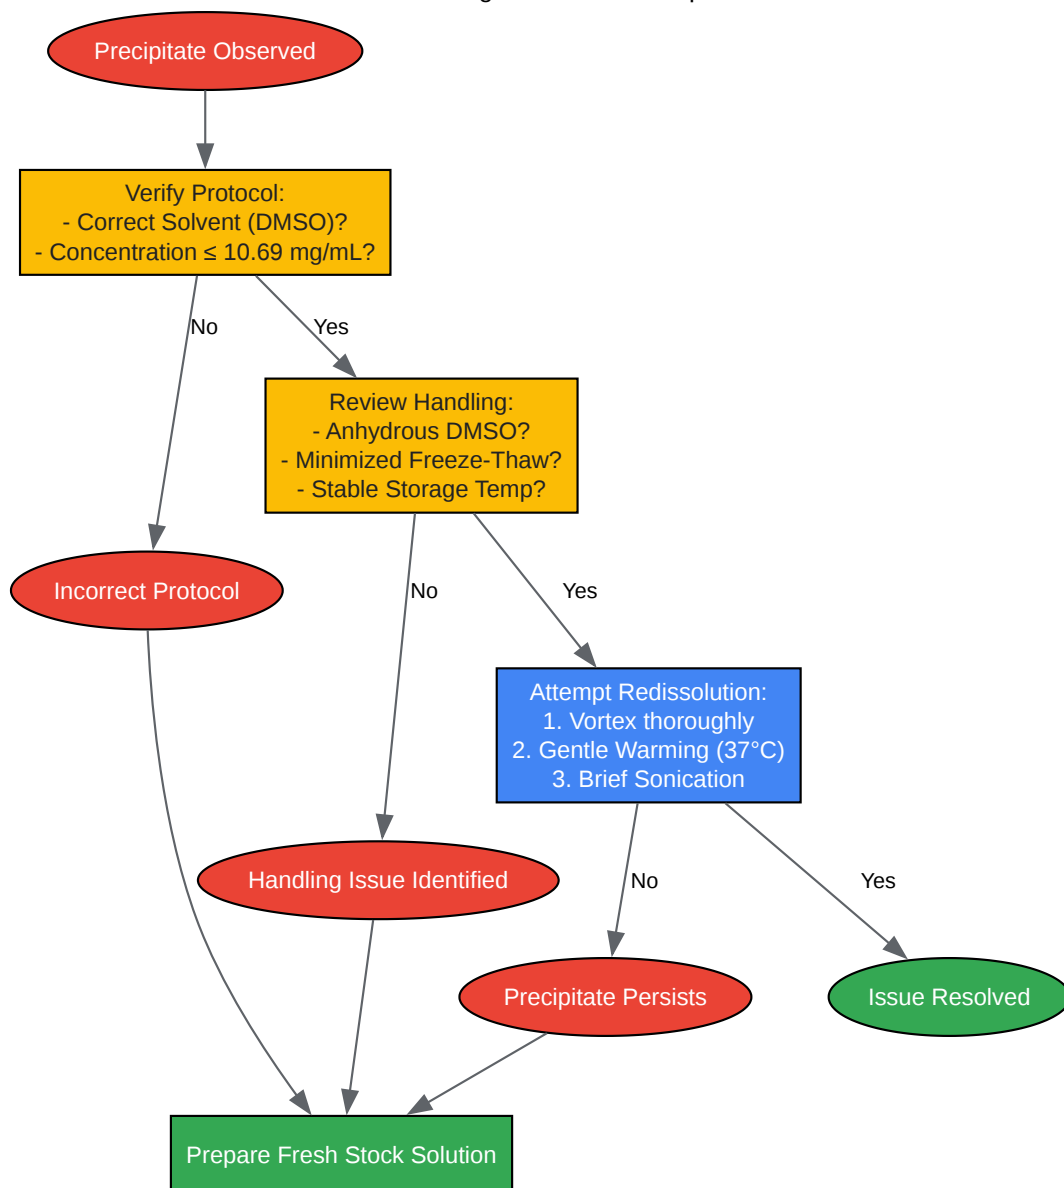 Precipitate Observed
Verify Protocol:
- Correct Solvent (DMSO)?
- Concentration ≤ 10.69 mg/mL?
No
Yes
Review Handling:
- Anhydrous DMSO?
- Minimized Freeze-Thaw?
- Stable Storage Temp?
Incorrect Protocol
No
Yes
Attempt Redissolution:
1. Vortex thoroughly
2. Gentle Warming (37°C)
3. Brief Sonication
Handling Issue Identified
No
Yes
Precipitate Persists
Issue Resolved
Prepare Fresh Stock Solution